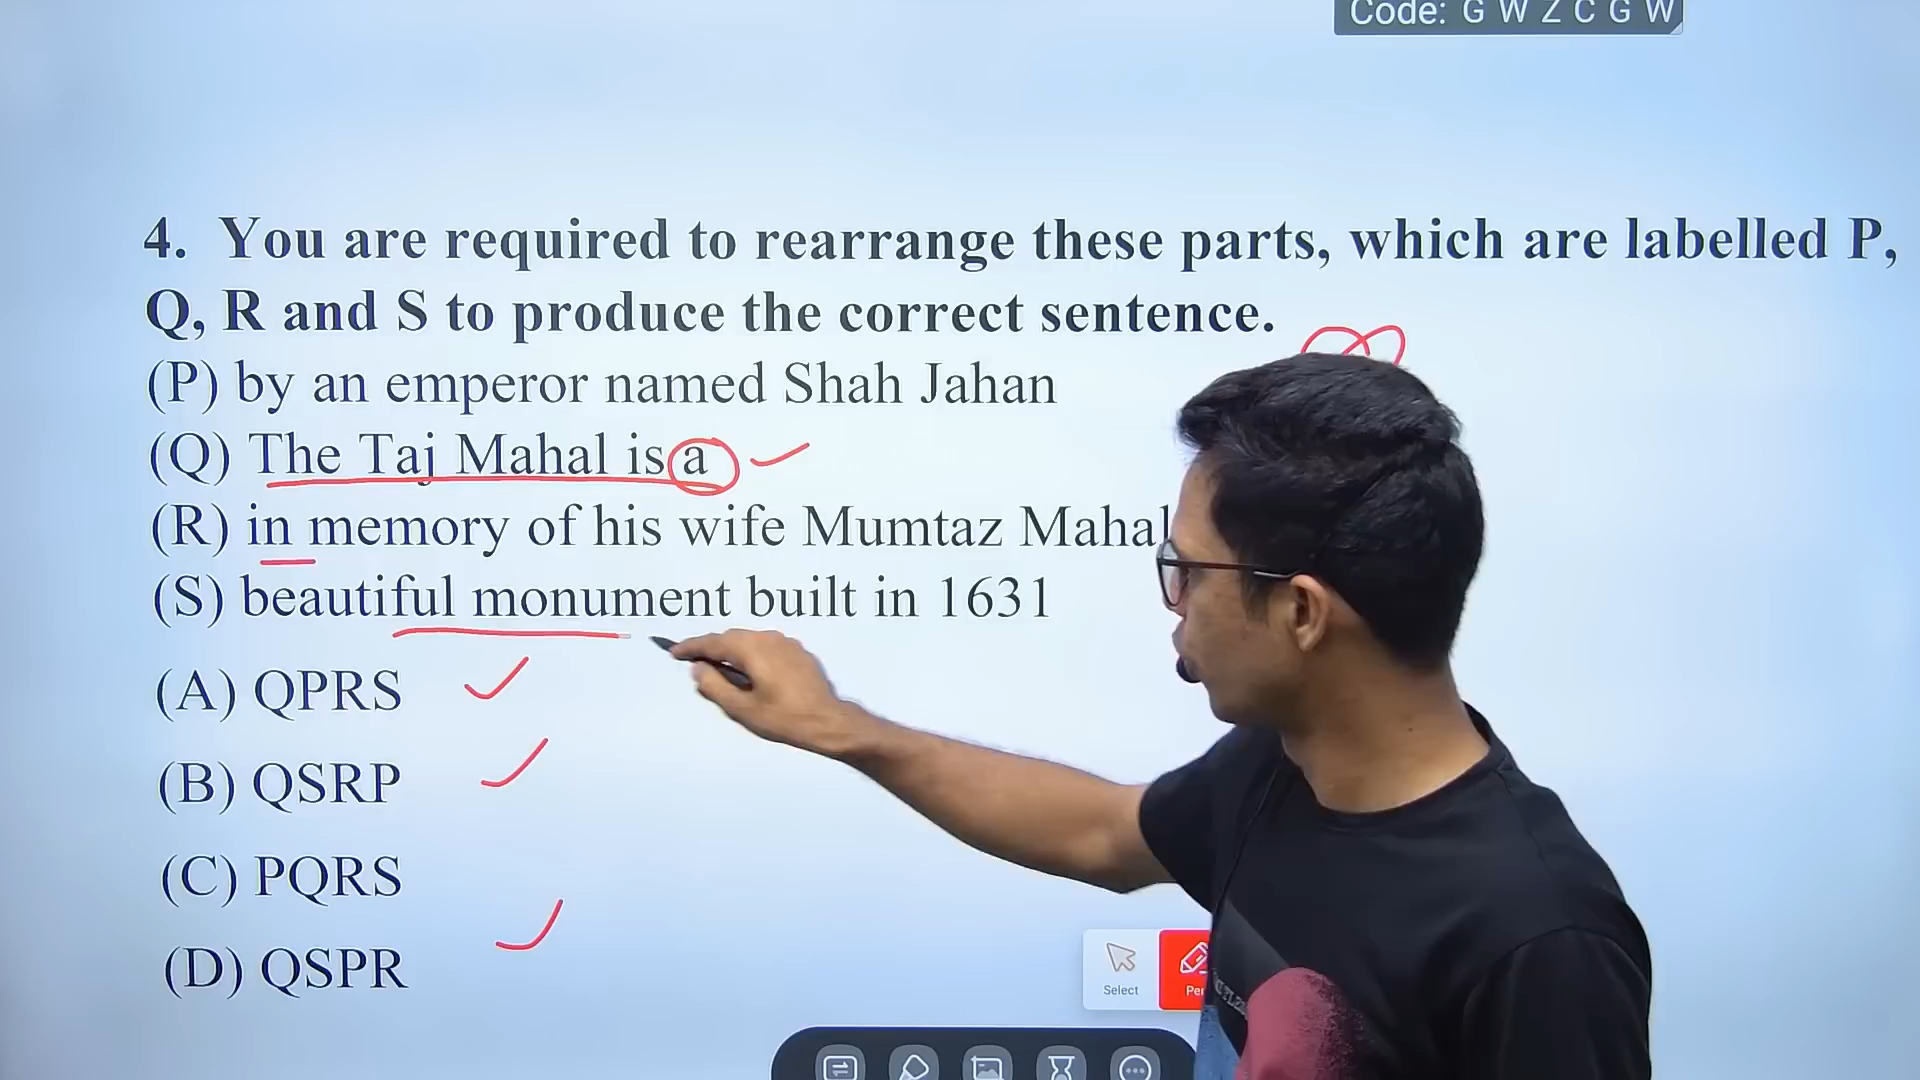 Code: G W Z C G W
4. You are required to rearrange these parts, which are labelled P,
Q, R and S to produce the correct sentence.
(P) by an emperor named Shah Jahan
(Q) The Taj Mahal is a
(R) in memory of his wife Mumtaz Mahal
(S) beautiful monument built in 1631
(A) QPRS
(B) QSRP
(C) PQRS
(D) QSPR
Select